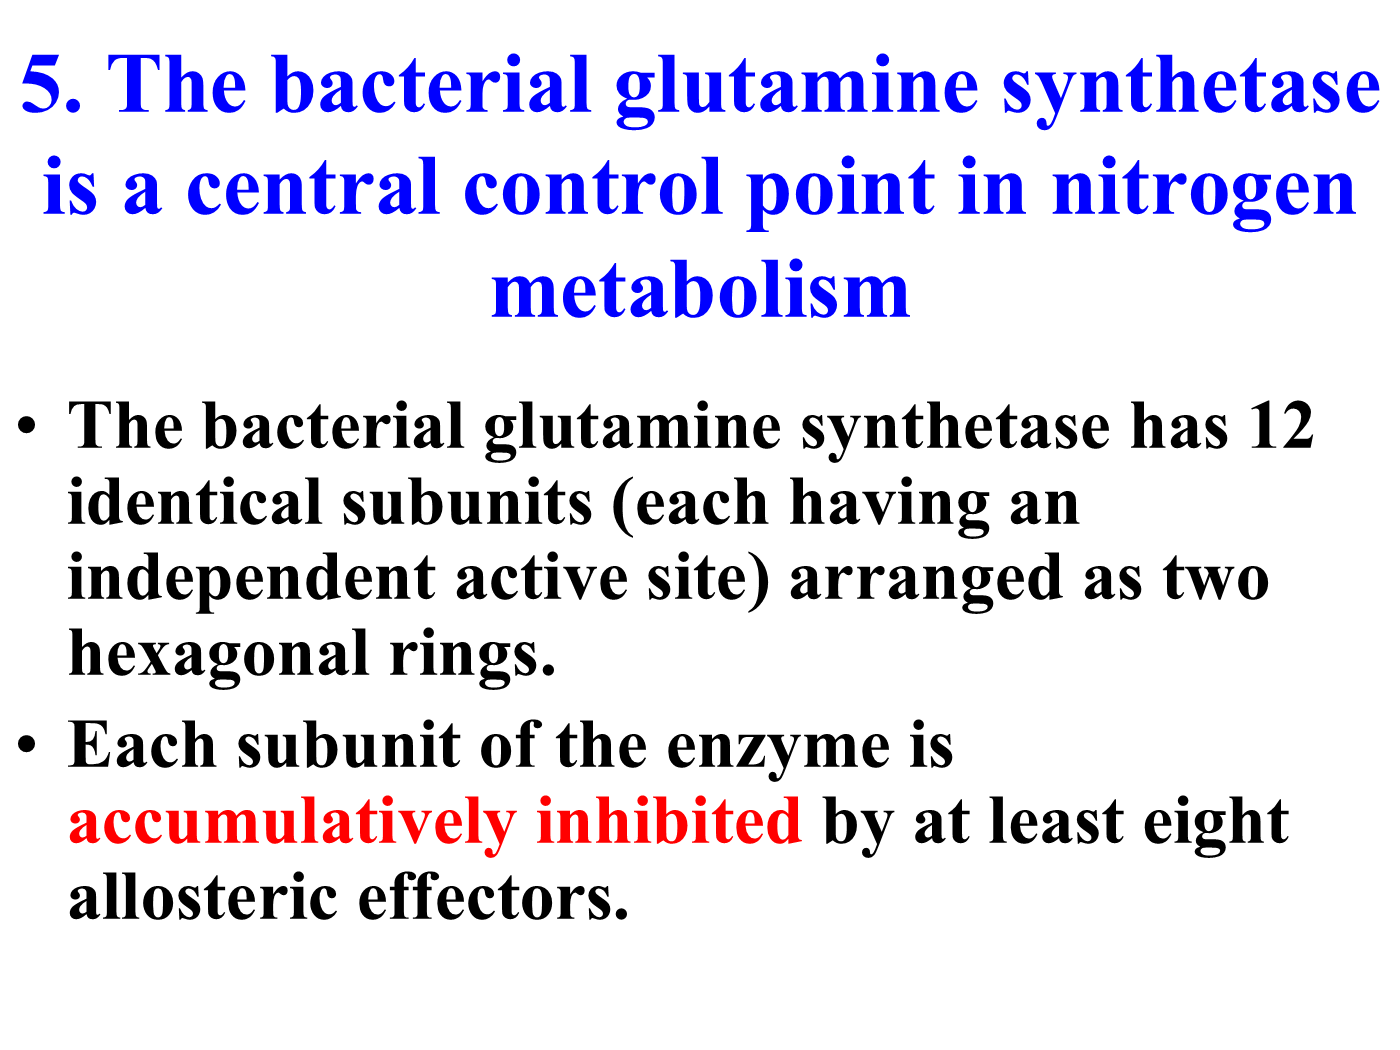 5. The bacterial glutamine synthetase
is a central control point in nitrogen
metabolism
• The bacterial glutamine synthetase has 12
identical subunits (each having an
independent active site) arranged as two
hexagonal rings.
• Each subunit of the enzyme is
accumulatively inhibited by at least eight
allosteric effectors.